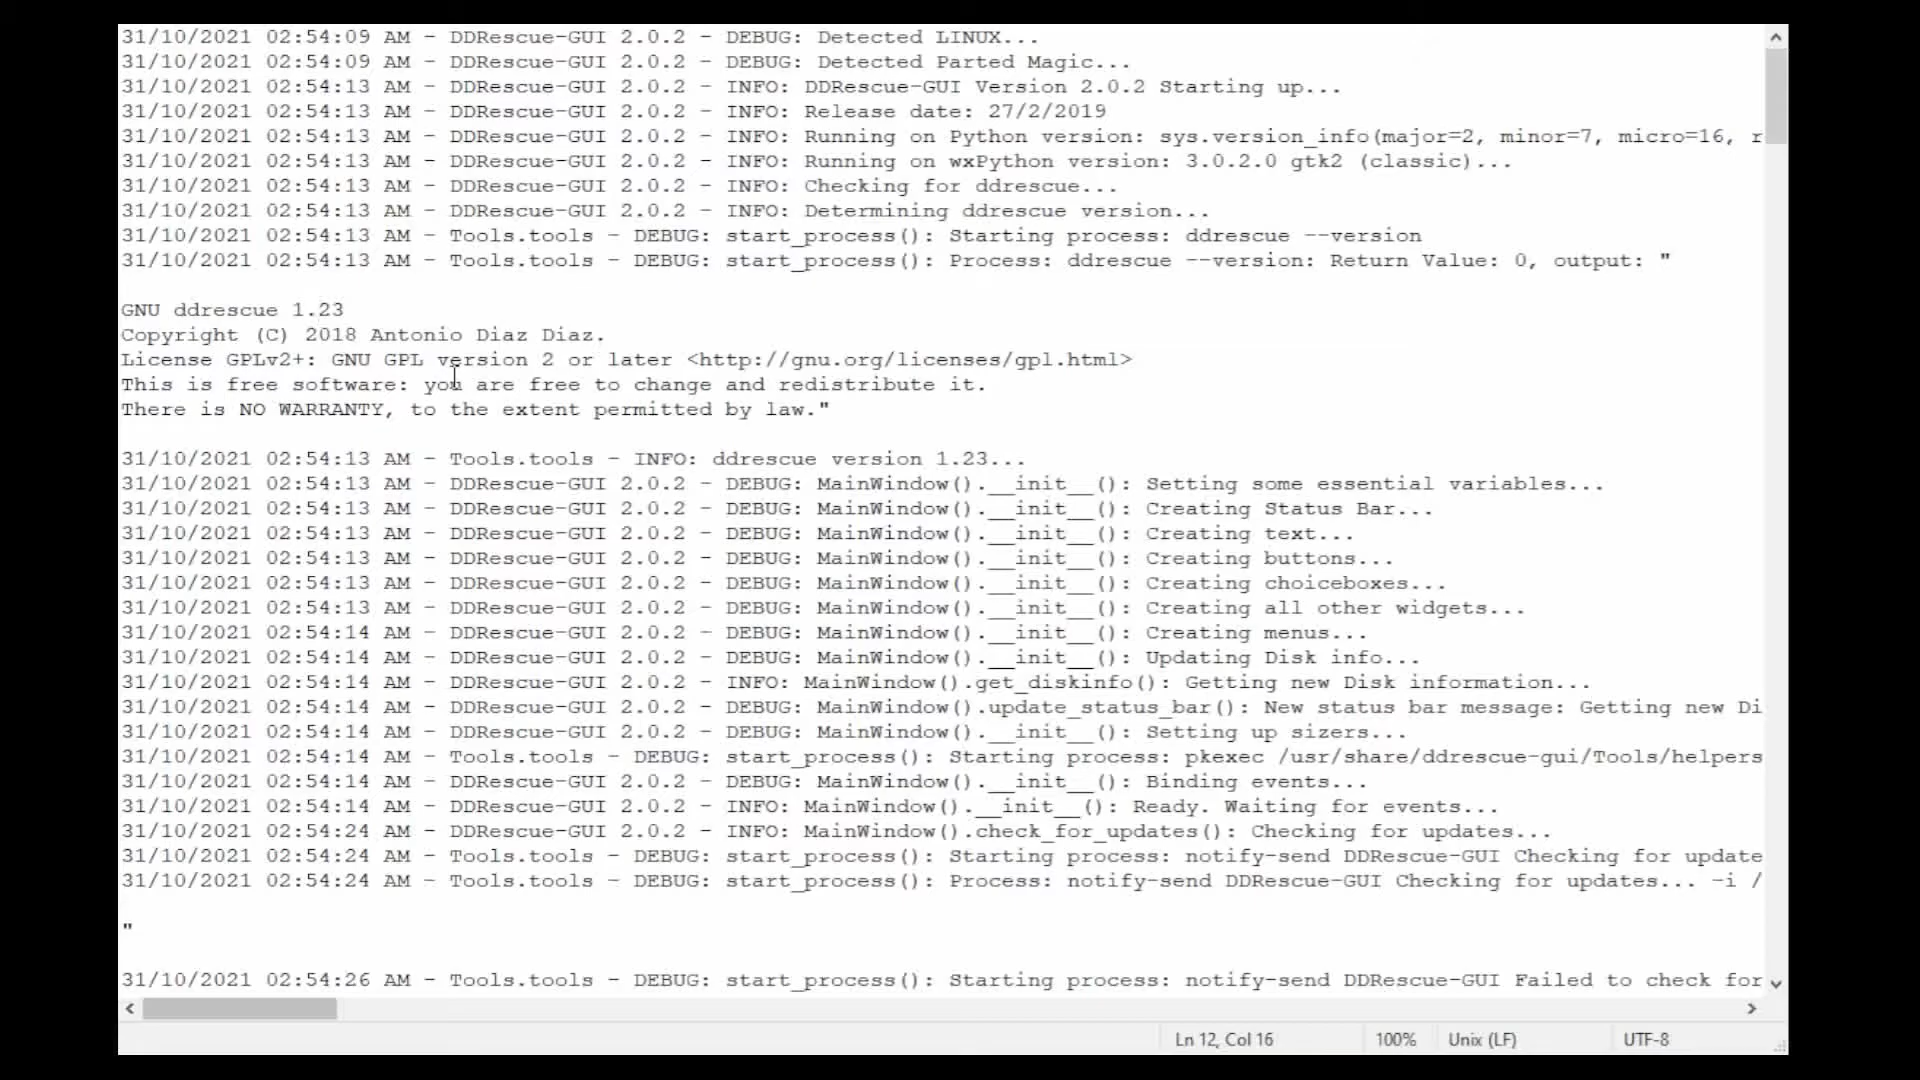 31/10/2021 02:54:09 AM - DDRescue-GUI 2.0.2 - DEBUG: Detected LINUX...
31/10/2021 02:54:09 AM - DDRescue-GUI 2.0.2 - DEBUG: Detected Parted Magic...
31/10/2021 02:54:13 AM - DDRescue-GUI 2.0.2 - INFO: DDRescue-GUI Version 2.0.2 Starting up...
31/10/2021 02:54:13 AM - DDRescue-GUI 2.0.2 - INFO: Release date: 27/2/2019
31/10/2021 02:54:13 AM - DDRescue-GUI 2.0.2 - INFO: Running on Python version: sys.version_info(major=2, minor=7, micro=16, r
31/10/2021 02:54:13 AM - DDRescue-GUI 2.0.2 - INFO: Running on wxPython version: 3.0.2.0 gtk2 (classic)...
31/10/2021 02:54:13 AM - DDRescue-GUI 2.0.2 - INFO: Checking for ddrescue...
31/10/2021 02:54:13 AM - DDRescue-GUI 2.0.2 - INFO: Determining ddrescue version...
31/10/2021 02:54:13 AM - Tools.tools - DEBUG: start_process(): Starting process: ddrescue --version
31/10/2021 02:54:13 AM - Tools.tools - DEBUG: start_process(): Process: ddrescue --version: Return Value: 0, output: "
GNU ddrescue 1.23
Copyright (C) 2018 Antonio Diaz Diaz.
License GPLv2+: GNU GPL version 2 or later <http://gnu.org/licenses/gpl.html>
This is free software: you are free to change and redistribute it.
There is NO WARRANTY, to the extent permitted by law."
31/10/2021 02:54:13 AM - Tools.tools - INFO: ddrescue version 1.23...
31/10/2021 02:54:13 AM - DDRescue-GUI 2.0.2 - DEBUG: MainWindow().__init__(): Setting some essential variables...
31/10/2021 02:54:13 AM - DDRescue-GUI 2.0.2 - DEBUG: MainWindow().__init__(): Creating Status Bar...
31/10/2021 02:54:13 AM - DDRescue-GUI 2.0.2 - DEBUG: MainWindow().__init__(): Creating text...
31/10/2021 02:54:13 AM - DDRescue-GUI 2.0.2 - DEBUG: MainWindow().__init__(): Creating buttons...
31/10/2021 02:54:13 AM - DDRescue-GUI 2.0.2 - DEBUG: MainWindow().__init__(): Creating choiceboxes...
31/10/2021 02:54:13 AM - DDRescue-GUI 2.0.2 - DEBUG: MainWindow().__init__(): Creating all other widgets...
31/10/2021 02:54:14 AM - DDRescue-GUI 2.0.2 - DEBUG: MainWindow().__init__(): Creating menus...
31/10/2021 02:54:14 AM - DDRescue-GUI 2.0.2 - DEBUG: MainWindow().__init__(): Updating Disk info...
31/10/2021 02:54:14 AM - DDRescue-GUI 2.0.2 - INFO: MainWindow().get_diskinfo(): Getting new Disk information...
31/10/2021 02:54:14 AM - DDRescue-GUI 2.0.2 - DEBUG: MainWindow().update_status_bar(): New status bar message: Getting new Di
31/10/2021 02:54:14 AM - DDRescue-GUI 2.0.2 - DEBUG: MainWindow().__init__(): Setting up sizers...
31/10/2021 02:54:14 AM - Tools.tools - DEBUG: start_process(): Starting process: pkexec /usr/share/ddrescue-gui/Tools/helpers
31/10/2021 02:54:14 AM - DDRescue-GUI 2.0.2 - DEBUG: MainWindow().__init__(): Binding events...
31/10/2021 02:54:14 AM - DDRescue-GUI 2.0.2 - INFO: MainWindow().__init__(): Ready. Waiting for events...
31/10/2021 02:54:24 AM - DDRescue-GUI 2.0.2 - INFO: MainWindow().check_for_updates(): Checking for updates...
31/10/2021 02:54:24 AM - Tools.tools - DEBUG: start_process(): Starting process: notify-send DDRescue-GUI Checking for update
31/10/2021 02:54:24 AM - Tools.tools - DEBUG: start_process(): Process: notify-send DDRescue-GUI Checking for updates... -i /
"
31/10/2021 02:54:26 AM - Tools.tools - DEBUG: start_process(): Starting process: notify-send DDRescue-GUI Failed to check for
Ln 12, Col 16 100% Unix (LF) UTF-8